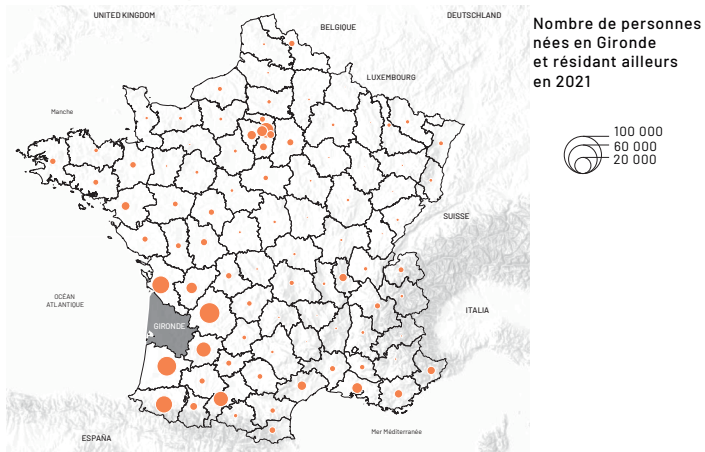 UNITED KINGDOM
DEUTSCHLAND
BELGIQUE
Nombre de personnes
nées en Gironde
et résidant ailleurs
en 2021
LUXEMBOURG
Manche
100 000
60 000
20 000
SUISSE
OCÉAN
ATLANTIQUE
ITALIA
GIRONDE
Mer Méditerranée
ESPAÑA